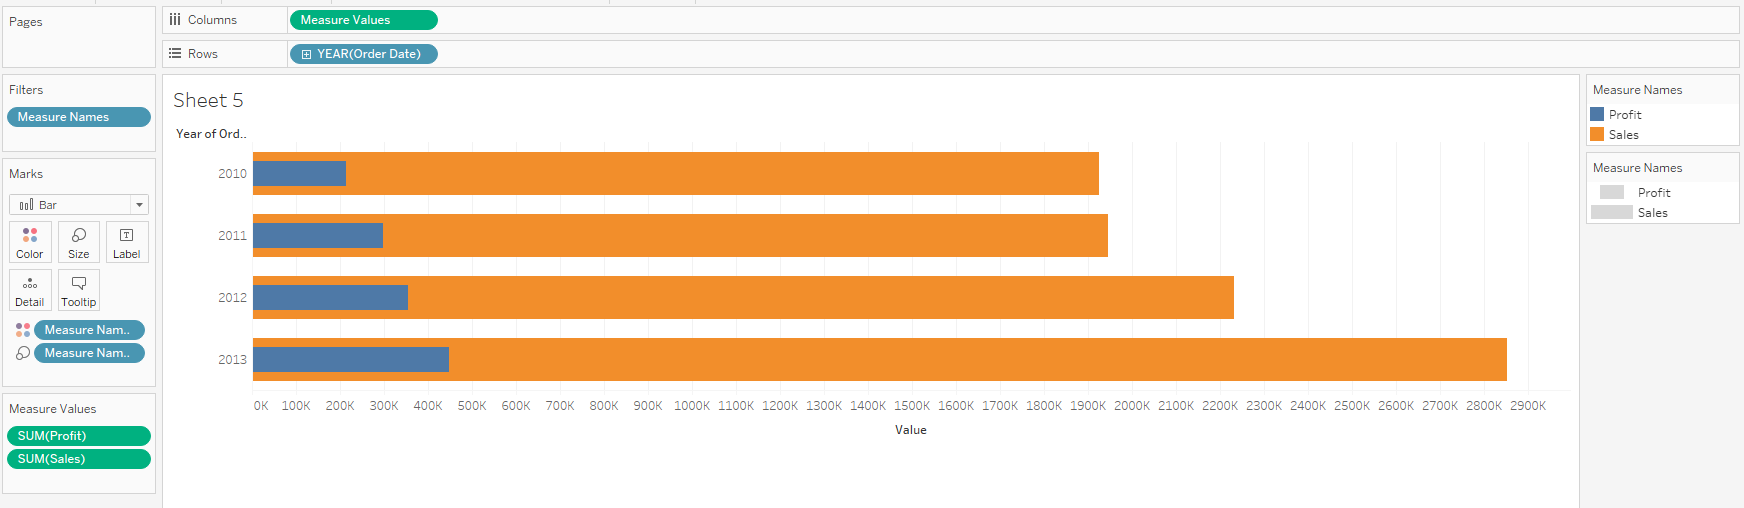 Pages
Columns
Measure Values
Rows
YEAR(Order Date)
Filters
Measure Names
Marks
Bar
Color
Size
Label
Detail
Tooltip
Measure Nam..
Measure Nam..
Measure Values
SUM(Profit)
SUM(Sales)
Sheet 5
Year of Ord..
2010
2011
2012
2013
0K 100K 200K 300K 400K 500K 600K 700K 800K 900K 1000K 1100K 1200K 1300K 1400K 1500K 1600K 1700K 1800K 1900K 2000K 2100K 2200K 2300K 2400K 2500K 2600K 2700K 2800K 2900K
Value
Measure Names
Profit
Sales
Measure Names
Profit
Sales